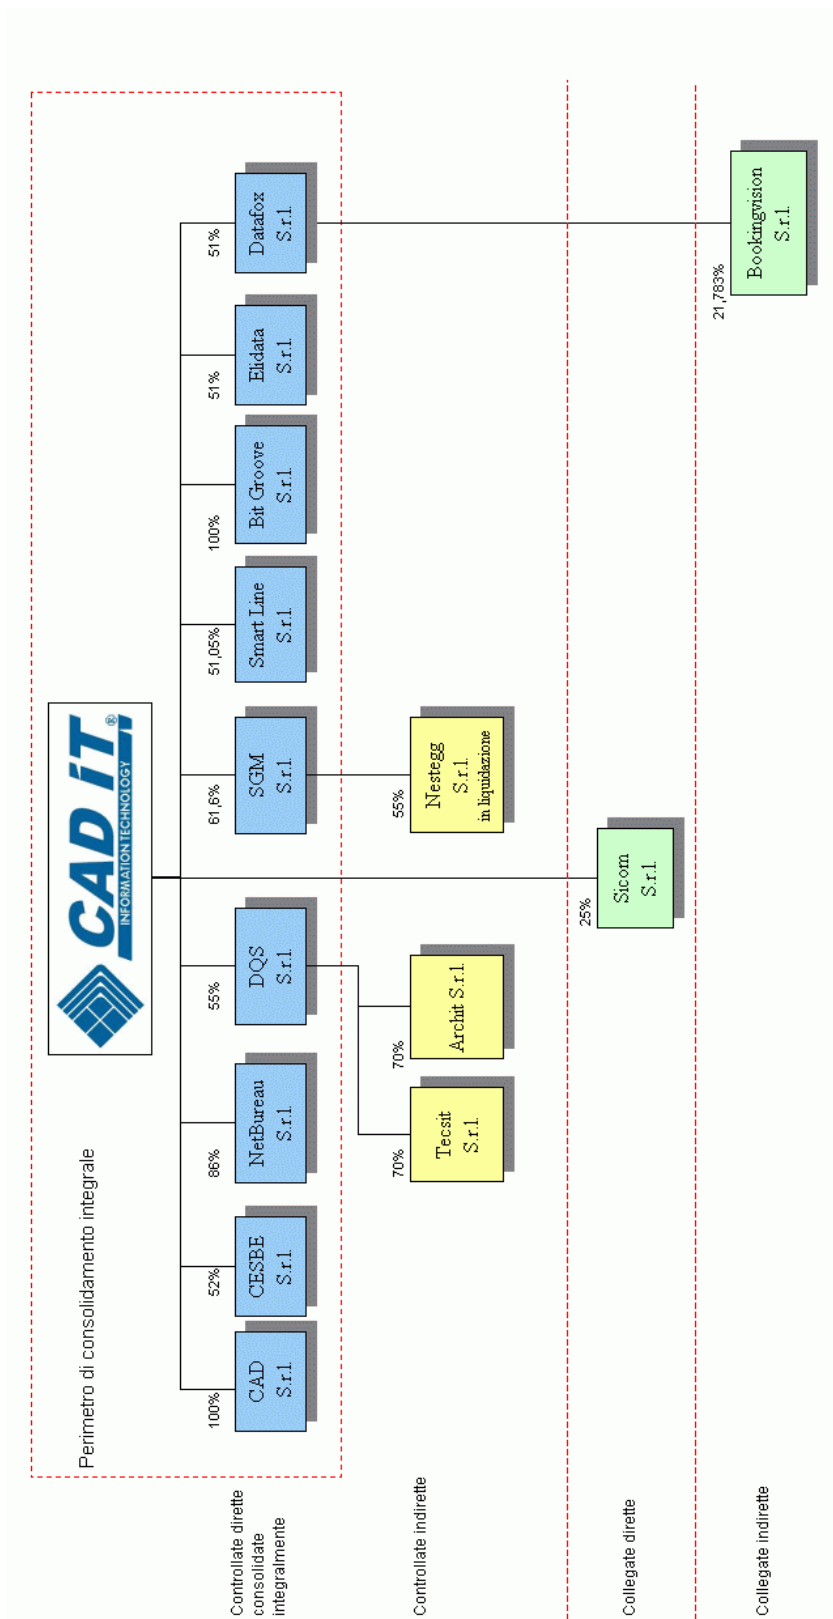 Perimetro di consolidamento integrale
CAD iT®
INFORMATION TECHNOLOGY
Controllate dirette
consolidate
integralmente
100%
CAD
S.r.l.
52%
CESBE
S.r.l.
86%
NetBureau
S.r.l.
55%
DQS
S.r.l.
61,6%
SGM
S.r.l.
51,05%
Smart Line
S.r.l.
100%
Bit Groove
S.r.l.
51%
Elidata
S.r.l.
51%
Datafox
S.r.l.
Controllate indirette
70%
Tecsit
S.r.l.
70%
Archit S.r.l.
55%
Nestegg
S.r.l.
in liquidazione
Collegate dirette
25%
Sicom
S.r.l.
Collegate indirette
21,783%
Bookingvision
S.r.l.